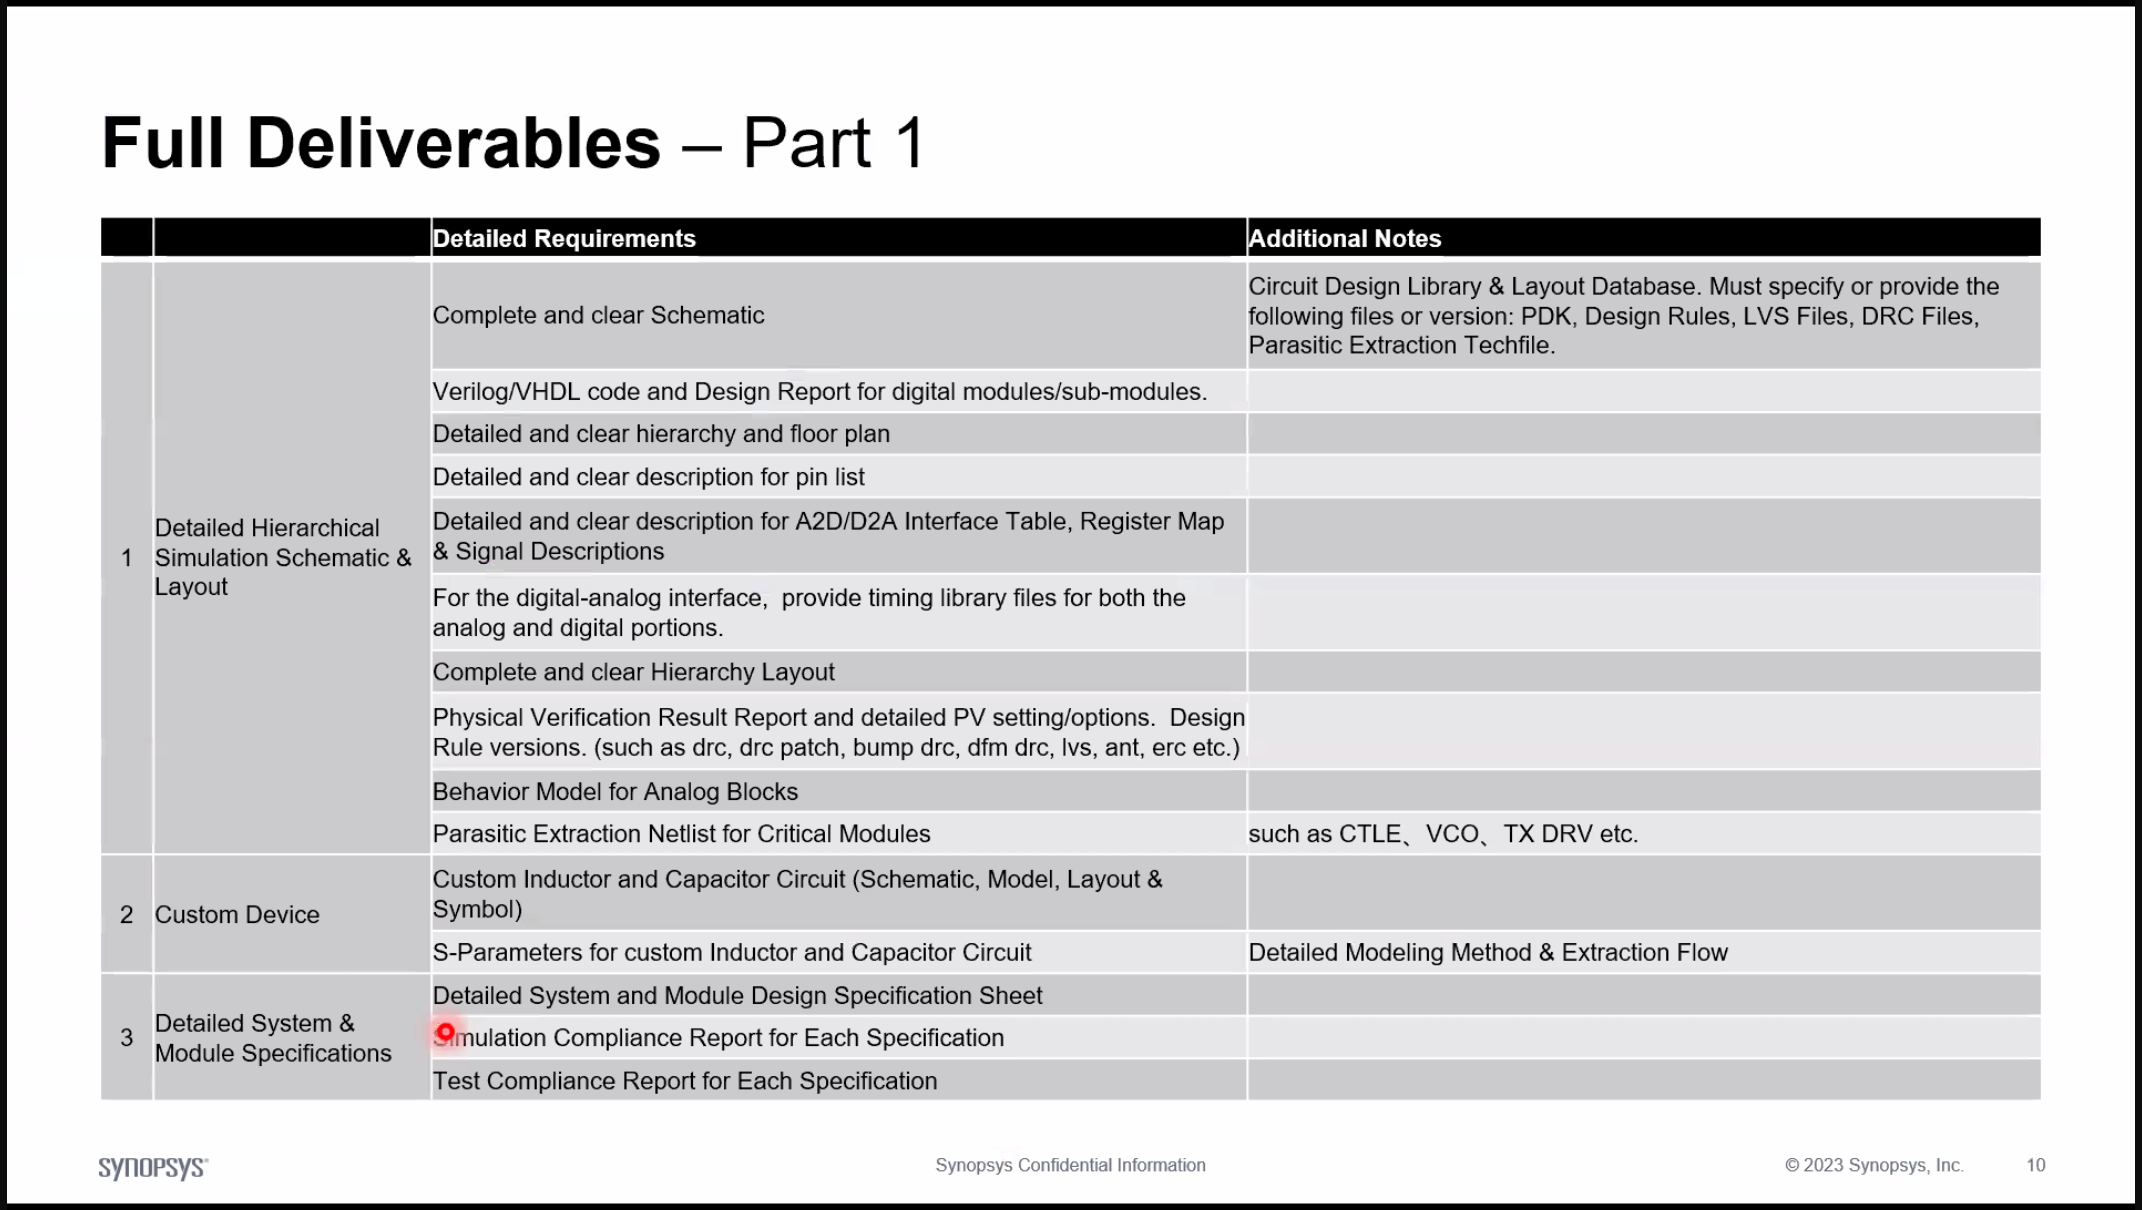 Full Deliverables – Part 1
Detailed Requirements
Additional Notes
1
Detailed Hierarchical
Simulation Schematic &
Layout
Complete and clear Schematic
Circuit Design Library & Layout Database. Must specify or provide the
following files or version: PDK, Design Rules, LVS Files, DRC Files,
Parasitic Extraction Techfile.
Verilog/VHDL code and Design Report for digital modules/sub-modules.
Detailed and clear hierarchy and floor plan
Detailed and clear description for pin list
Detailed and clear description for A2D/D2A Interface Table, Register Map
& Signal Descriptions
For the digital-analog interface,  provide timing library files for both the
analog and digital portions.
Complete and clear Hierarchy Layout
Physical Verification Result Report and detailed PV setting/options.  Design
Rule versions. (such as drc, drc patch, bump drc, dfm drc, lvs, ant, erc etc.)
Behavior Model for Analog Blocks
Parasitic Extraction Netlist for Critical Modules
such as CTLE、VCO、TX DRV etc.
2
Custom Device
Custom Inductor and Capacitor Circuit (Schematic, Model, Layout &
Symbol)
S-Parameters for custom Inductor and Capacitor Circuit
Detailed Modeling Method & Extraction Flow
3
Detailed System &
Module Specifications
Detailed System and Module Design Specification Sheet
Simulation Compliance Report for Each Specification
Test Compliance Report for Each Specification
SYNOPSYS
Synopsys Confidential Information
© 2023 Synopsys, Inc.
10